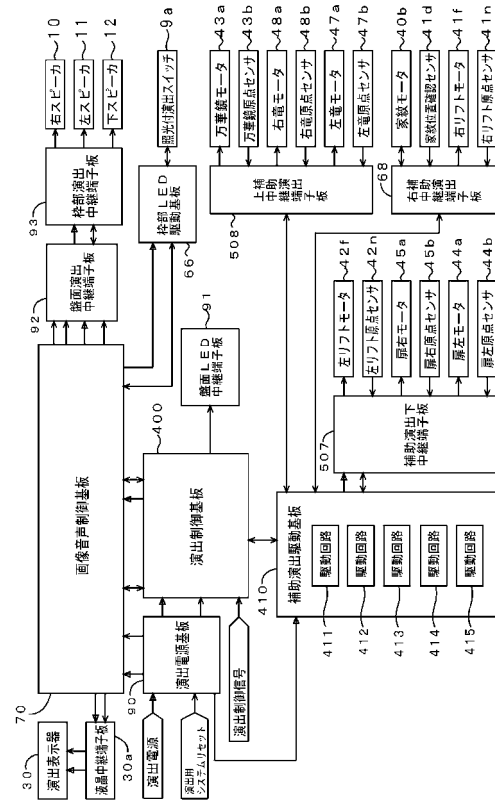 右スピーカ
10
左スピーカ
11
下スピーカ
12
枠部演出
中継端子板
93
盤面演出
中継端子板
92
照光付演出スイッチ
9a
枠部LED
駆動基板
66
画像音声制御基板
70
演出表示器
30
液晶中継端子板
30a
盤面LED
中継端子板
91
演出制御基板
400
演出電源基板
90
演出電源
演出用
システムリセット
演出制御信号
万華鏡モータ
43a
万華鏡原点センサ
43b
右竜モータ
48a
右竜原点センサ
48b
左竜モータ
47a
左竜原点センサ
47b
上補助演出
中継端子板
508
家紋モータ
40b
家紋位置確認センサ
41d
右リフトモータ
41f
右リフト原点センサ
41n
右補助演出
中継端子板
68
左リフトモータ
42f
左リフト原点センサ
42n
扉右モータ
45a
扉右原点センサ
45b
扉左モータ
44a
扉左原点センサ
44b
補助演出下
中継端子板
507
補助演出駆動基板
410
駆動回路
411
駆動回路
412
駆動回路
413
駆動回路
414
駆動回路
415